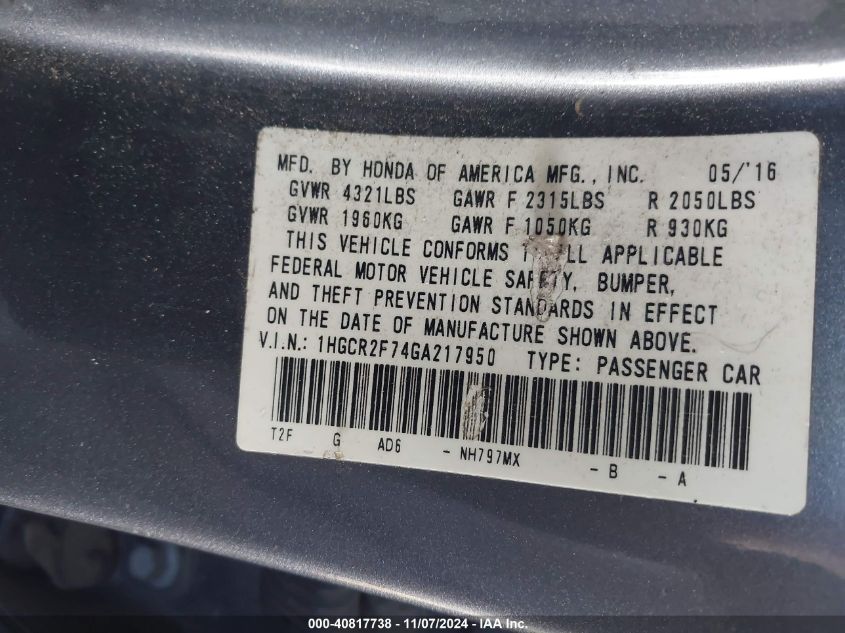 MFD. BY HONDA OF AMERICA MFG., INC. 05/'16
GVWR 4321LBS GAWR F 2315LBS R 2050LBS
GVWR 1960KG GAWR F 1050KG R 930KG
THIS VEHICLE CONFORMS ALL APPLICABLE
FEDERAL MOTOR VEHICLE SAFETY, BUMPER,
AND THEFT PREVENTION STANDARDS IN EFFECT
ON THE DATE OF MANUFACTURE SHOWN ABOVE.
V.I.N.: 1HGCR2F74GA217950 TYPE: PASSENGER CAR
T2F G AD6 - NH797MX - B - A
000-40817738 - 11/07/2024 - IAA Inc.